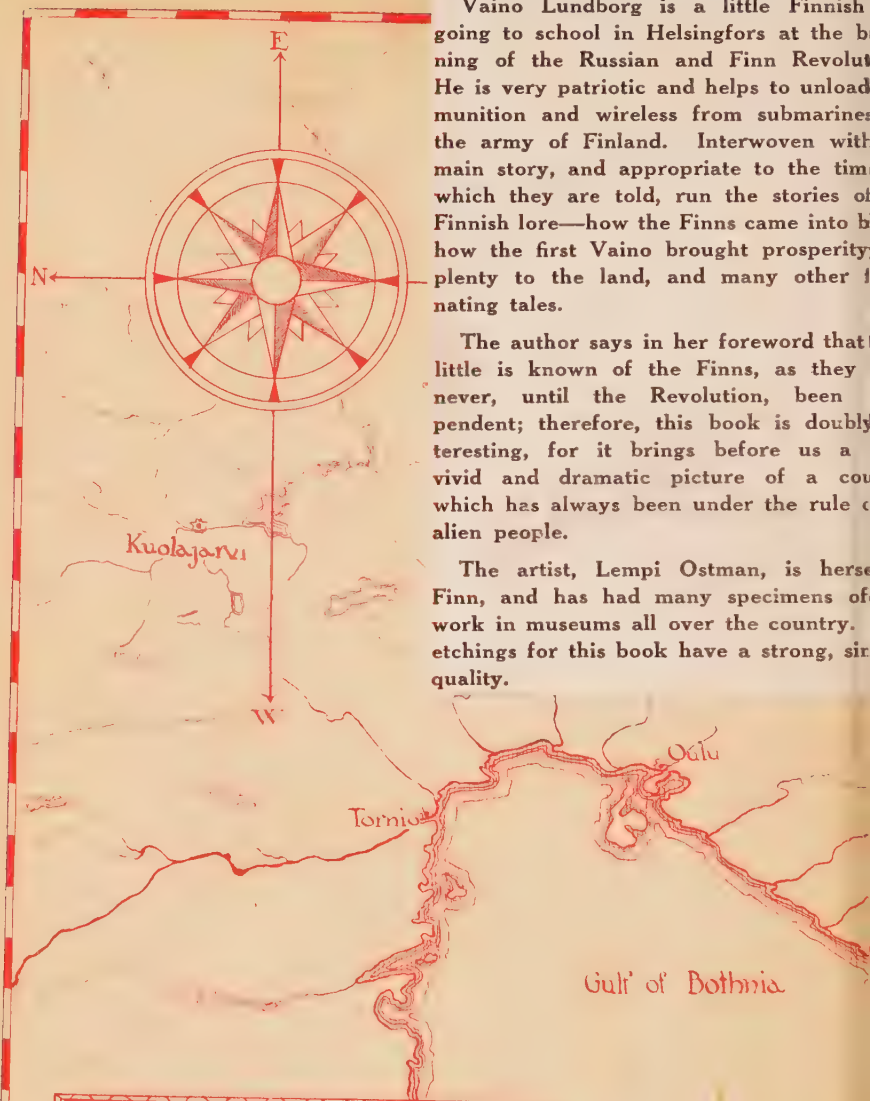 Vaino Lundborg is a little Finnish
going to school in Helsingfors at the b
ning of the Russian and Finn Revolut
He is very patriotic and helps to unload
munition and wireless from submarines
the army of Finland. Interwoven with
main story, and appropriate to the tim
which they are told, run the stories of
Finnish lore—how the Finns came into b
how the first Vaino brought prosperity
plenty to the land, and many other f
nating tales.
The author says in her foreword that
little is known of the Finns, as they
never, until the Revolution, been
pendent; therefore, this book is doubly
teresting, for it brings before us a
vivid and dramatic picture of a cou
which has always been under the rule o
alien people.
The artist, Lempi Ostman, is herse
Finn, and has had many specimens of
work in museums all over the country.
etchings for this book have a strong, sin
quality.
E
N
W
Kuolajarvi
Oulu
Tornio
Gulf of Bothnia